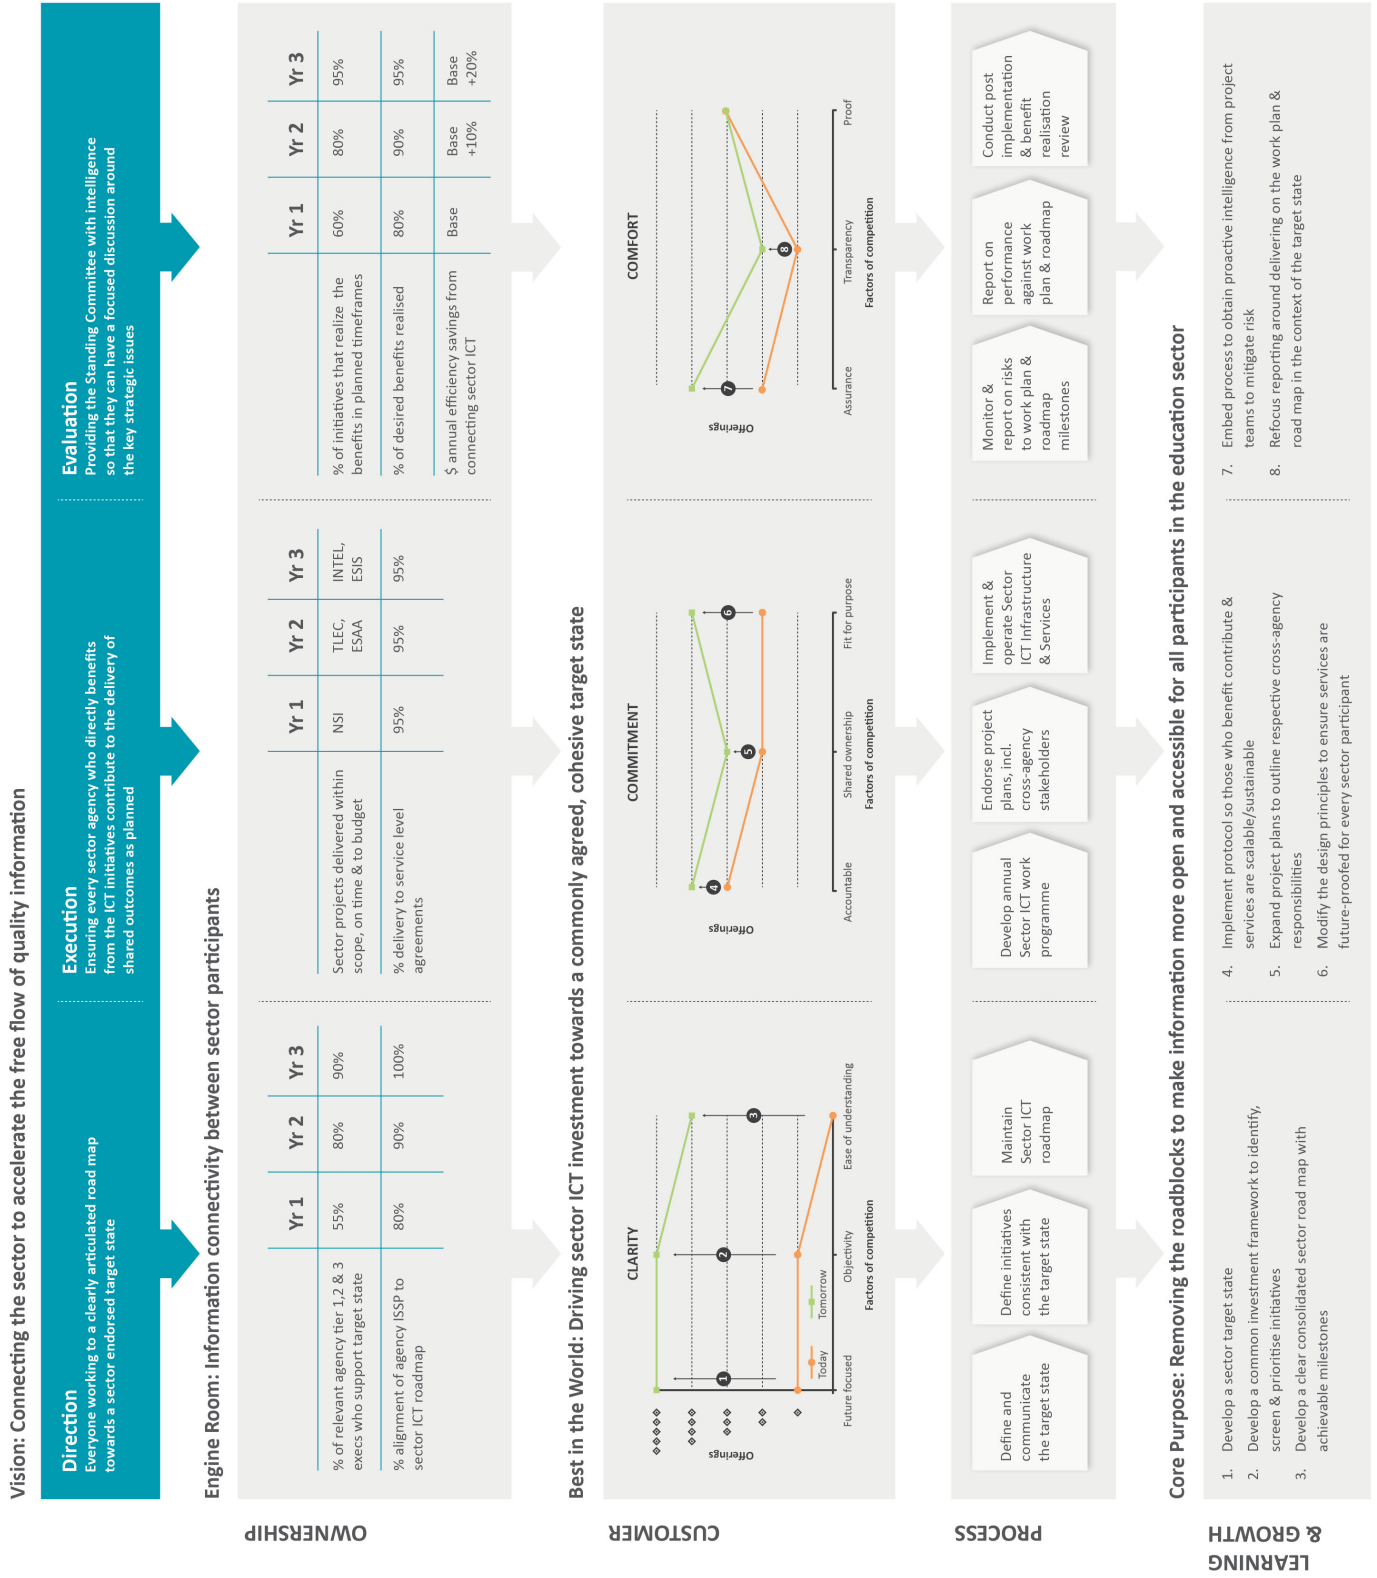 Vision: Connecting the sector to accelerate the free flow of quality information
Direction
Everyone working to a clearly articulated road map
towards a sector endorsed target state
Execution
Ensuring every sector agency who directly benefits
from the ICT initiatives contribute to the delivery of
shared outcomes as planned
Evaluation
Providing the Standing Committee with intelligence
so that they can have a focused discussion around
the key strategic issues
Engine Room: Information connectivity between sector participants
OWNERSHIP
Yr 1 Yr 2 Yr 3
% of relevant agency tier 1,2 & 3
execs who support target state
55% 80% 90%
% alignment of agency ISSP to
sector ICT roadmap
80% 90% 100%
Yr 1 Yr 2 Yr 3
Sector projects delivered within
scope, on time & to budget
NSI
TLEC,
ESAA
INTEL,
ESIS
% delivery to service level
agreements
95% 95% 95%
Yr 1 Yr 2 Yr 3
% of initiatives that realize the
benefits in planned timeframes
60% 80% 95%
% of desired benefits realised
80% 90% 95%
$ annual efficiency savings from
connecting sector ICT
Base
Base
+10%
Base
+20%
Best in the World: Driving sector ICT investment towards a commonly agreed, cohesive target state
CUSTOMER
CLARITY
Offerings
1
2
3
Today
Tomorrow
Future focused
Objectivity
Ease of understanding
Factors of competition
COMMITMENT
Offerings
4
5
6
Accountable
Shared ownership
Fit for purpose
Factors of competition
COMFORT
Offerings
7
8
Assurance
Transparency
Proof
Factors of competition
PROCESS
Define and
communicate
the target state
Define initiatives
consistent with
the target state
Maintain
Sector ICT
roadmap
Develop annual
Sector ICT work
programme
Endorse project
plans, incl.
cross-agency
stakeholders
Implement &
operate Sector
ICT Infrastructure
& Services
Monitor &
report on risks
to work plan &
roadmap
milestones
Report on
performance
against work
plan & roadmap
Conduct post
implementation
& benefit
realisation
review
Core Purpose: Removing the roadblocks to make information more open and accessible for all participants in the education sector
LEARNING
& GROWTH
1. Develop a sector target state
2. Develop a common investment framework to identify,
screen & prioritise initiatives
3. Develop a clear consolidated sector road map with
achievable milestones
4. Implement protocol so those who benefit contribute &
services are scalable/sustainable
5. Expand project plans to outline respective cross-agency
responsibilities
6. Modify the design principles to ensure services are
future-proofed for every sector participant
7. Embed process to obtain proactive intelligence from project
teams to mitigate risk
8. Refocus reporting around delivering on the work plan &
road map in the context of the target state